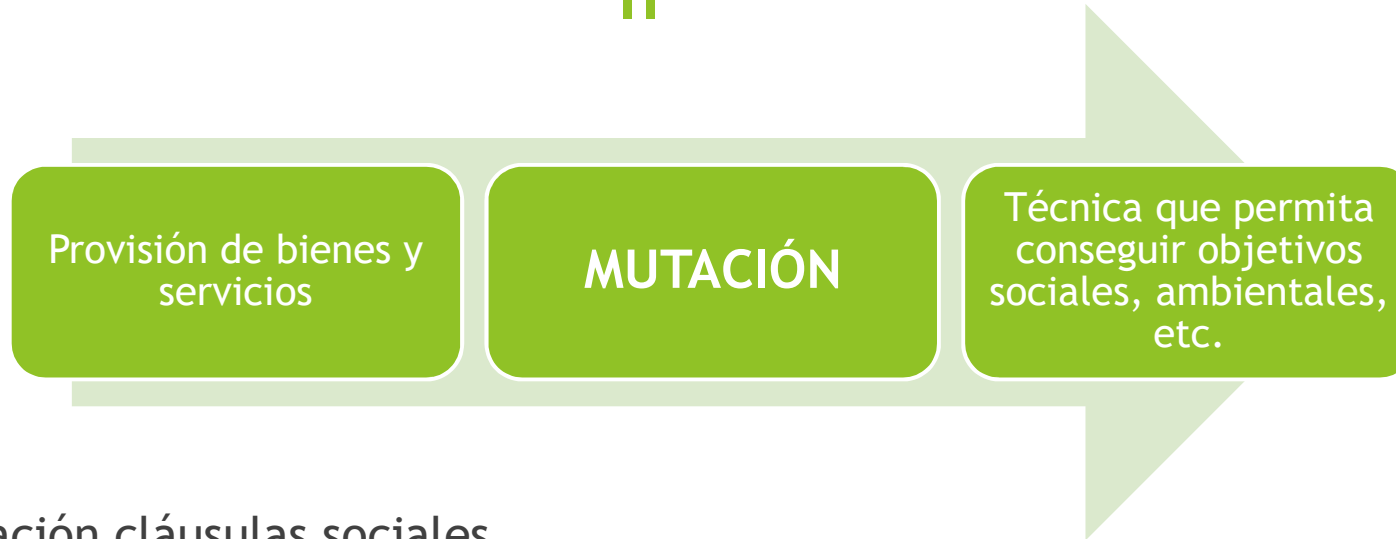 Provisión de bienes y
servicios
MUTACIÓN
Técnica que permita
conseguir objetivos
sociales, ambientales,
etc.
cláusulas sociales